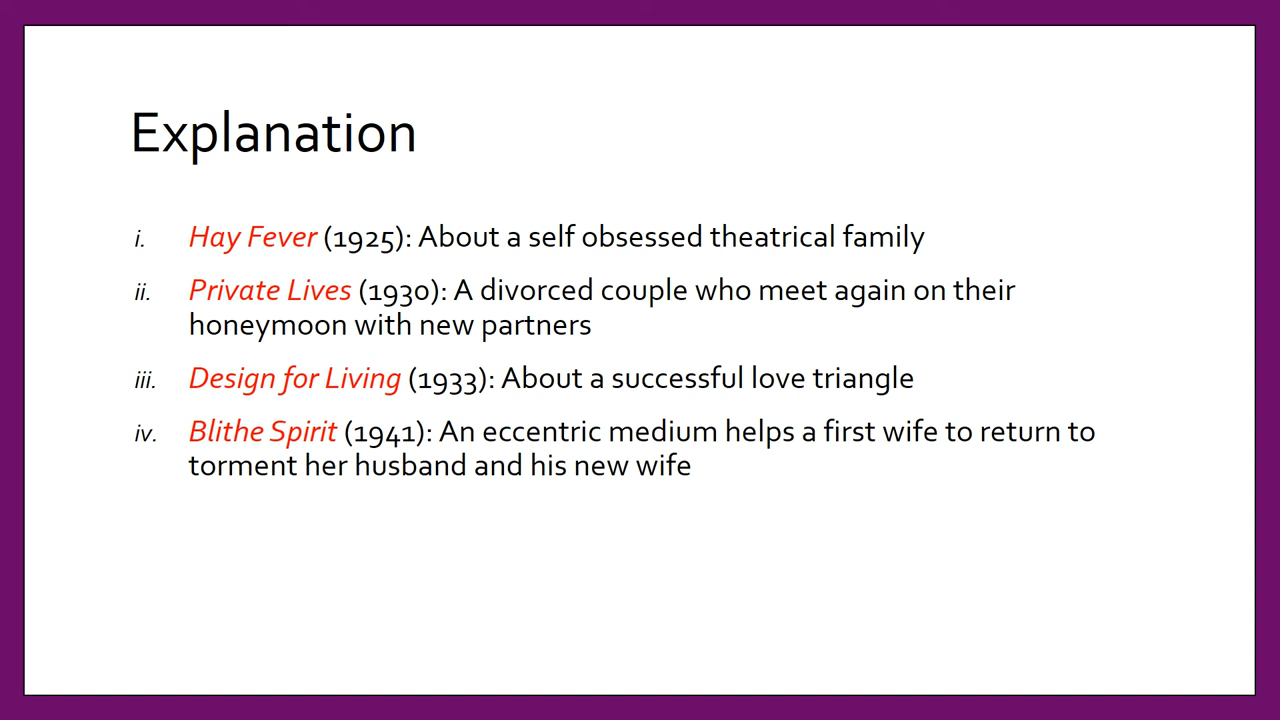 Explanation
i. Hay Fever (1925): About a self obsessed theatrical family
ii. Private Lives (1930): A divorced couple who meet again on their
honeymoon with new partners
iii. Design for Living (1933): About a successful love triangle
iv. Blithe Spirit (1941): An eccentric medium helps a first wife to return to
torment her husband and his new wife